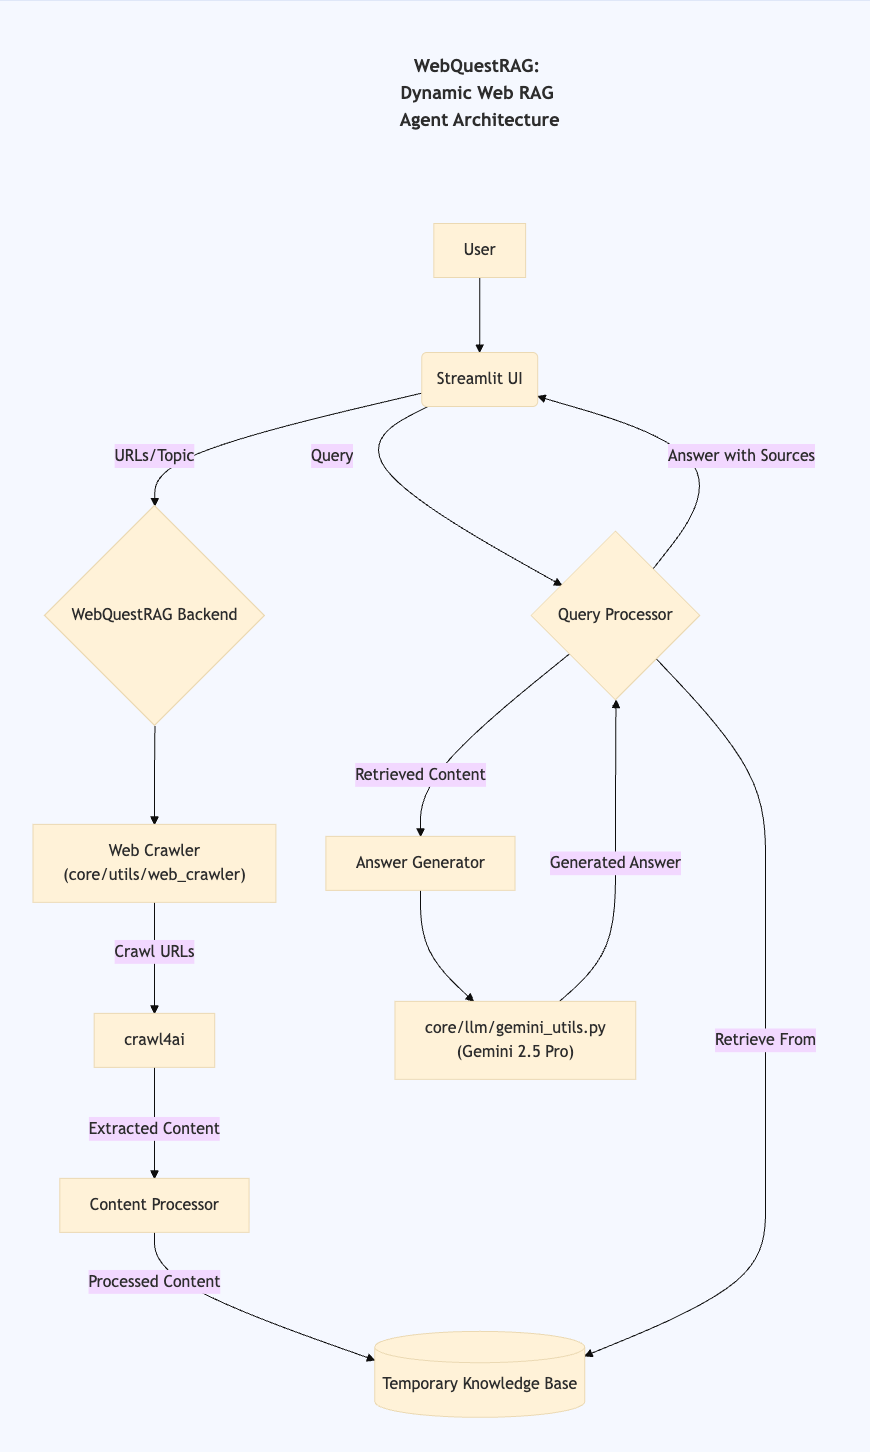 WebQuestRAG:
Dynamic Web RAG
Agent Architecture
User
Streamlit UI
URLs/Topic
Query
Answer with Sources
WebQuestRAG Backend
Query Processor
Retrieved Content
Web Crawler
(core/utils/web_crawler)
Answer Generator
Generated Answer
Crawl URLs
crawl4ai
core/llm/gemini_utils.py
(Gemini 2.5 Pro)
Retrieve From
Extracted Content
Content Processor
Processed Content
Temporary Knowledge Base